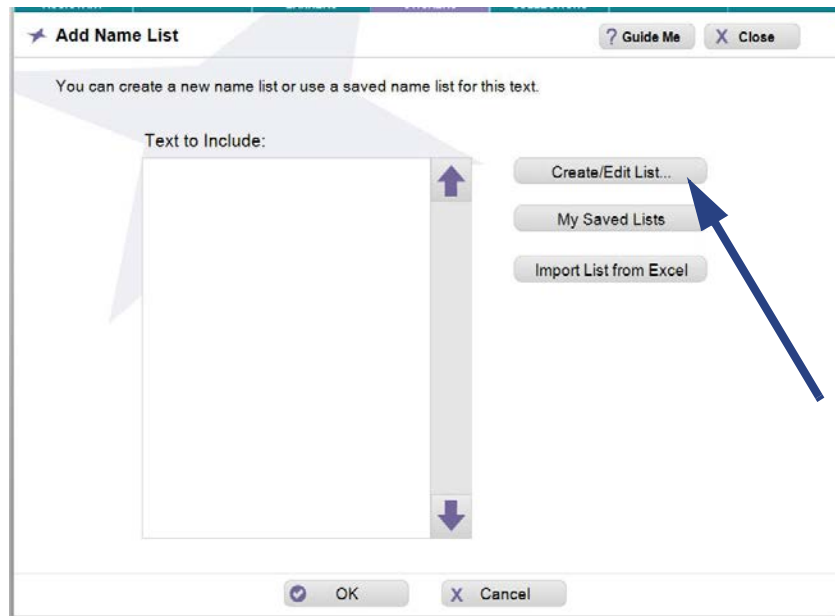 Add Name List
? Guide Me
X Close
You can create a new name list or use a saved name list for this text.
Text to Include:
Create/Edit List...
My Saved Lists
Import List from Excel
OK
X Cancel